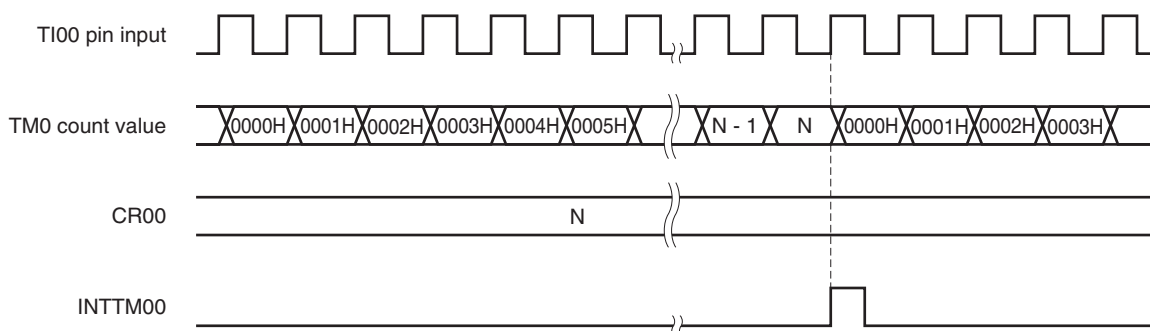 TI00 pin input
TM0 count value
0000H 0001H 0002H 0003H 0004H 0005H N - 1 N 0000H 0001H 0002H 0003H
CR00
N
INTTM00